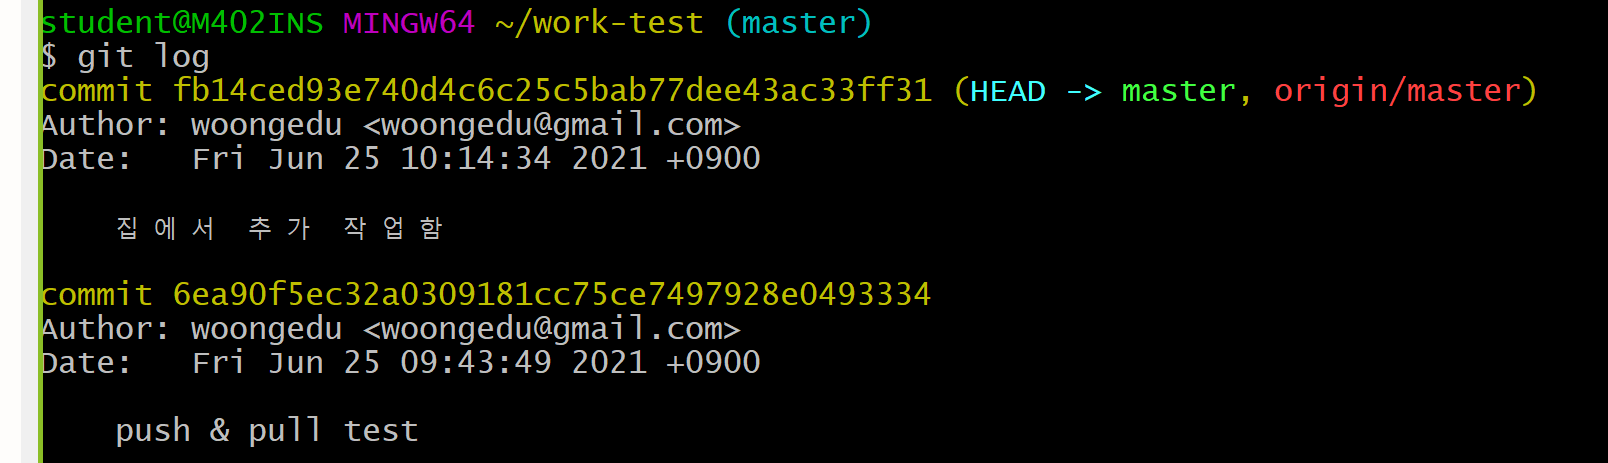 student@M402INS MINGW64 ~/work-test (master)
$ git log
commit fb14ced93e740d4c6c25c5bab77dee43ac33ff31 (HEAD -> master, origin/master)
Author: woongedu <woongedu@gmail.com>
Date:   Fri Jun 25 10:14:34 2021 +0900
집에서 추가 작업함
commit 6ea90f5ec32a0309181cc75ce7497928e0493334
Author: woongedu <woongedu@gmail.com>
Date:   Fri Jun 25 09:43:49 2021 +0900
push & pull test